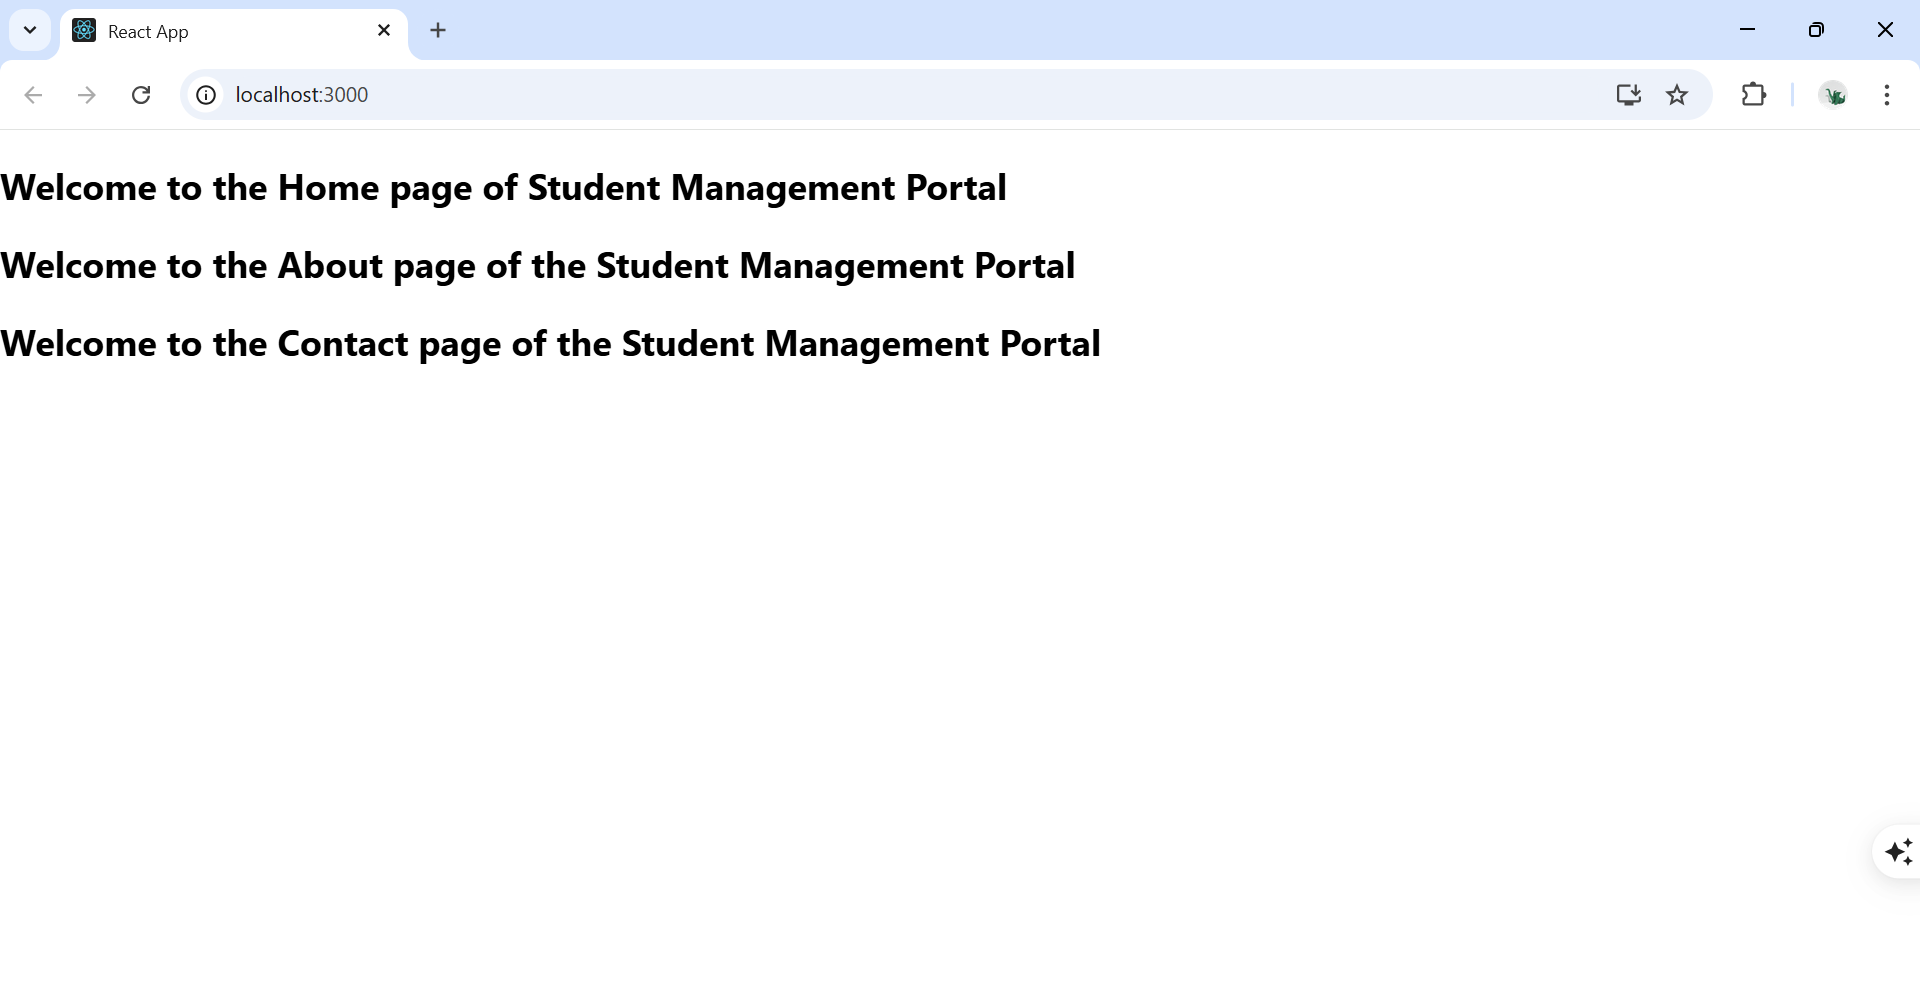 React App
localhost:3000
Welcome to the Home page of Student Management Portal
Welcome to the About page of the Student Management Portal
Welcome to the Contact page of the Student Management Portal